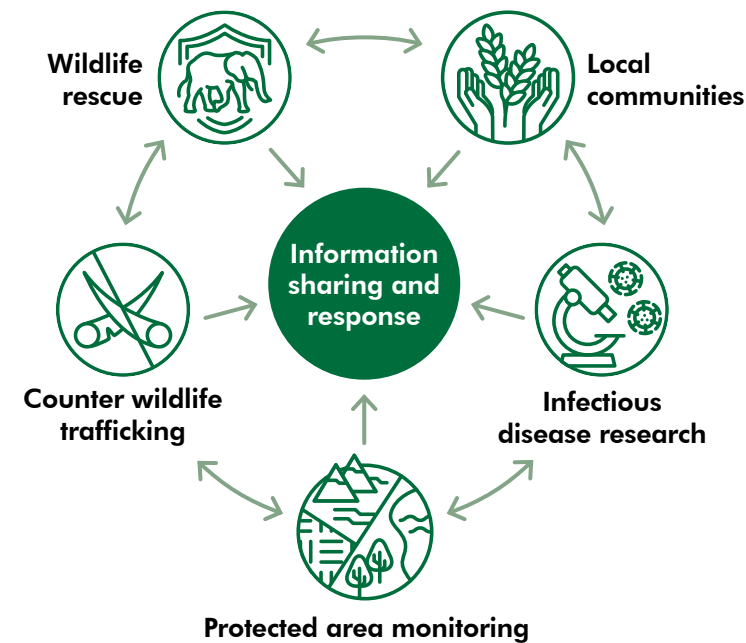 Wildlife
rescue
Local
communities
Information
sharing and
response
Counter wildlife
trafficking
Infectious
disease research
Protected area monitoring